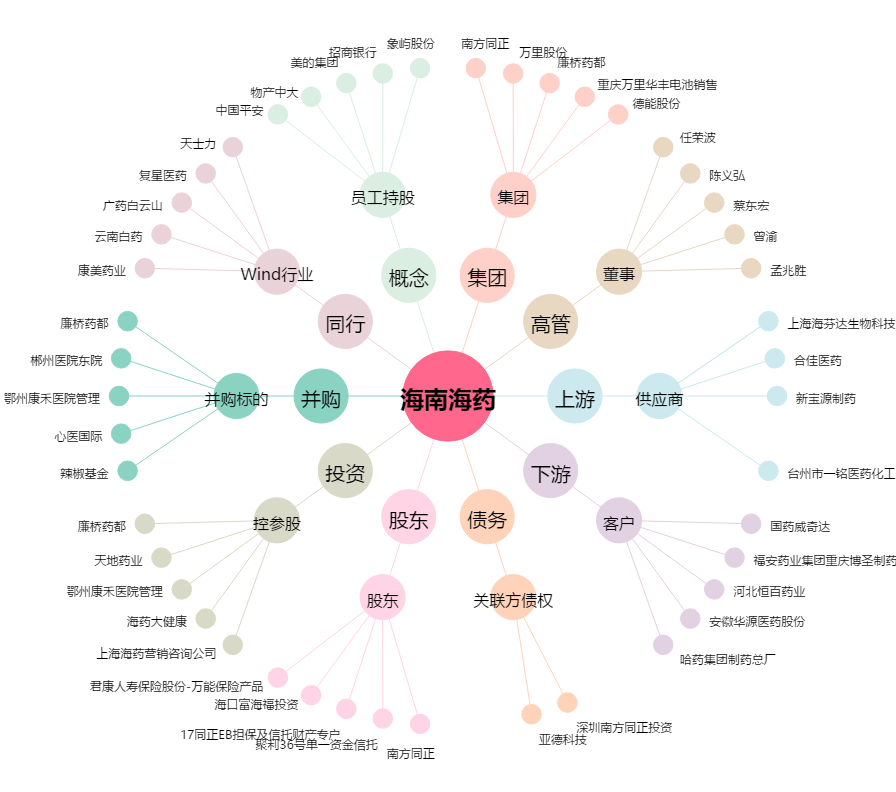 象屿股份
招商银行
美的集团
物产中大
中国平安
员工持股
概念
南方同正
万里股份
廉桥药都
重庆万里华丰电池销售
德能股份
集团
集团
任荣波
陈义弘
蔡东宏
曾渝
孟兆胜
董事
高管
天士力
复星医药
广药白云山
云南白药
康美药业
Wind行业
同行
上海海芬达生物科技
合佳医药
新宝源制药
台州市一铭医药化工
供应商
上游
海南海药
廉桥药都
郴州医院东院
鄂州康禾医院管理
心医国际
辣椒基金
并购标的
并购
投资
控参股
廉桥药都
天地药业
鄂州康禾医院管理
海药大健康
上海海药营销咨询公司
下游
客户
国药威奇达
福安药业集团重庆博圣制药
河北恒百药业
安徽华源医药股份
哈药集团制药总厂
股东
股东
君康人寿保险股份-万能保险产品
海口富海福投资
17同正EB担保及信托财产专户
聚利36号单一资金信托
南方同正
债务
关联方债权
深圳南方同正投资
亚德科技